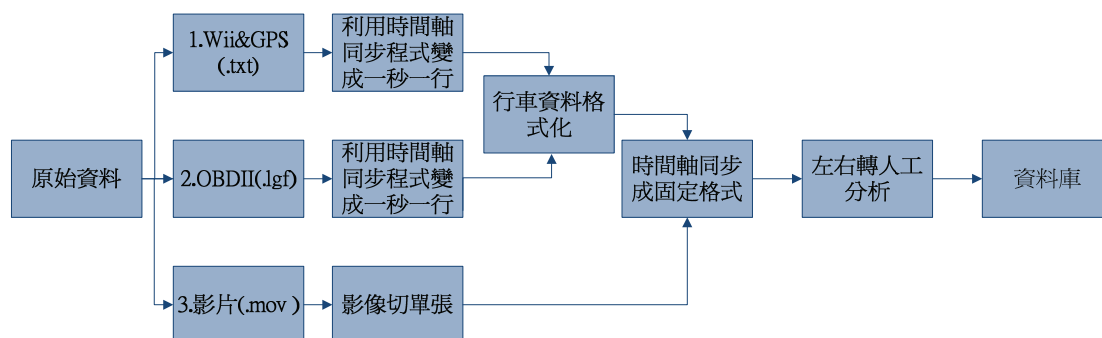 原始資料
1.Wii&GPS
(.txt)
利用時間軸
同步程式變
成一秒一行
2.OBDII(.lgf)
利用時間軸
同步程式變
成一秒一行
3.影片(.mov )
影像切單張
行車資料格
式化
時間軸同步
成固定格式
左右轉人工
分析
資料庫